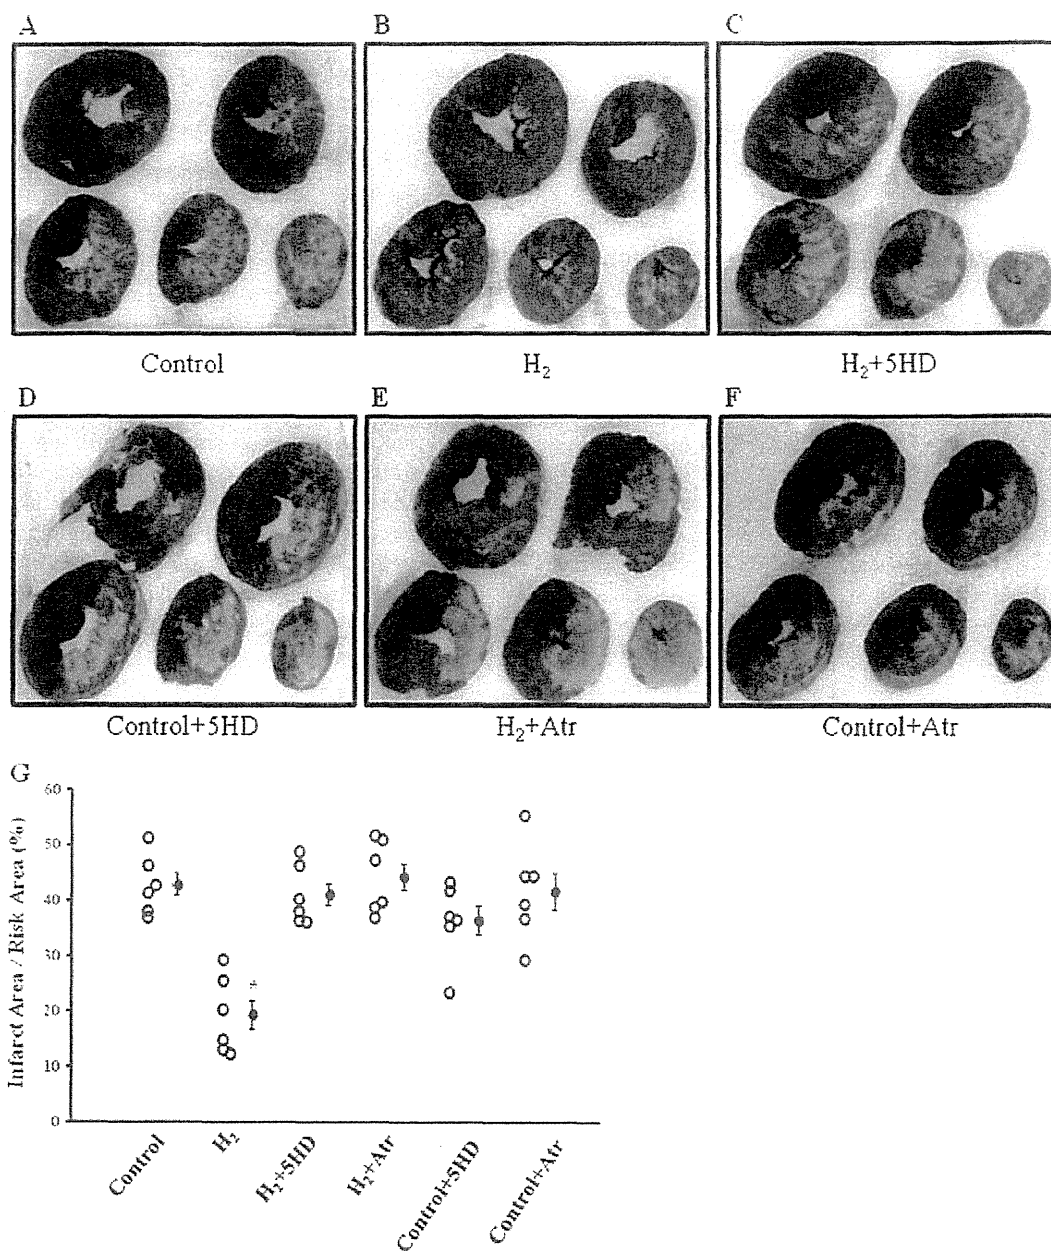 A
B
C
Control
H₂
H₂+5HD
D
E
F
Control+5HD
H₂+Atr
Control+Atr
G
Infarct Area / Risk Area (%)
60
50
40
30
20
10
0
*
Control
H₂
H₂+5HD
H₂+Atr
Control+5HD
Control+Atr